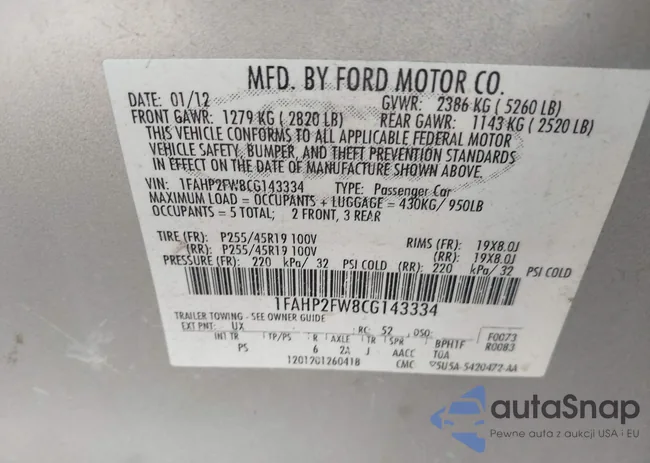 MFD. BY FORD MOTOR CO.
DATE: 01/12 GVWR: 2386 KG ( 5260 LB)
FRONT GAWR: 1279 KG ( 2820 LB) REAR GAWR: 1143 KG ( 2520 LB)
THIS VEHICLE CONFORMS TO ALL APPLICABLE FEDERAL MOTOR
VEHICLE SAFETY, BUMPER, AND THEFT PREVENTION STANDARDS
IN EFFECT ON THE DATE OF MANUFACTURE SHOWN ABOVE.
VIN: 1FAHP2FW8CG143334 TYPE: Passenger Car
MAXIMUM LOAD = OCCUPANTS + LUGGAGE = 430KG/ 950LB
OCCUPANTS = 5 TOTAL; 2 FRONT, 3 REAR
TIRE (FR): P255/45R19 100V RIMS (FR): 19X8.0J
(RR): P255/45R19 100V (RR): 19X8.0J
PRESSURE (FR): 220 kPa/ 32 PSI COLD (RR): 220 kPa/ 32 PSI COLD
1FAHP2FW8CG143334
TRAILER TOWING - SEE OWNER GUIDE
EXT PNT: UX RC: 52 DSO: F0073
INT TR TP/PS R AXLE TR SPR BPH1F R0083
PS 6 2A J AACC TOA
1201201260418 CMC 5U5A-5420472-AA
autaSnap
Pewne auta z aukcji USA i EU